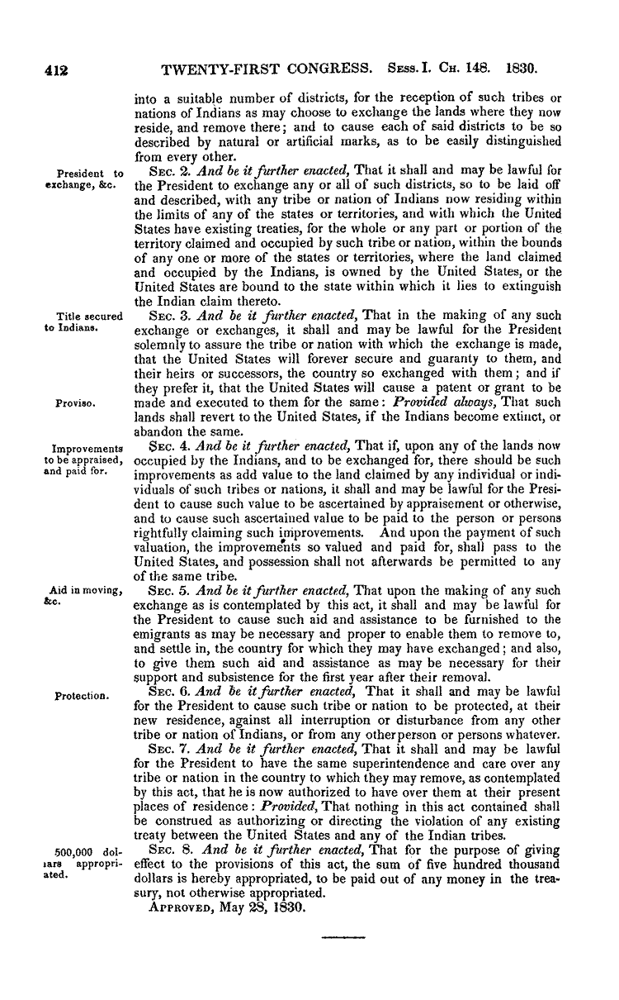 412 TWENTY-FIRST CONGRESS. Sess. I. Ch. 148. 1830.
into a suitable number of districts, for the reception of such tribes or
nations of Indians as may choose to exchange the lands where they now
reside, and remove there; and to cause each of said districts to be so
described by natural or artificial marks, as to be easily distinguished
from every other.
President to
exchange, &c.
Sec. 2. And be it further enacted, That it shall and may be lawful for
the President to exchange any or all of such districts, so to be laid off
and described, with any tribe or nation of Indians now residing within
the limits of any of the states or territories, and with which the United
States have existing treaties, for the whole or any part or portion of the
territory claimed and occupied by such tribe or nation, within the bounds
of any one or more of the states or territories, where the land claimed
and occupied by the Indians, is owned by the United States, or the
United States are bound to the state within which it lies to extinguish
the Indian claim thereto.
Title secured
to Indians.
Sec. 3. And be it further enacted, That in the making of any such
exchange or exchanges, it shall and may be lawful for the President
solemnly to assure the tribe or nation with which the exchange is made,
that the United States will forever secure and guaranty to them, and
their heirs or successors, the country so exchanged with them; and if
they prefer it, that the United States will cause a patent or grant to be
Proviso.
made and executed to them for the same: Provided always, That such
lands shall revert to the United States, if the Indians become extinct, or
abandon the same.
Improvements
to be appraised,
and paid for.
Sec. 4. And be it further enacted, That if, upon any of the lands now
occupied by the Indians, and to be exchanged for, there should be such
improvements as add value to the land claimed by any individual or indi-
viduals of such tribes or nations, it shall and may be lawful for the Presi-
dent to cause such value to be ascertained by appraisement or otherwise,
and to cause such ascertained value to be paid to the person or persons
rightfully claiming such improvements. And upon the payment of such
valuation, the improvements so valued and paid for, shall pass to the
United States, and possession shall not afterwards be permitted to any
of the same tribe.
Aid in moving,
&c.
Sec. 5. And be it further enacted, That upon the making of any such
exchange as is contemplated by this act, it shall and may be lawful for
the President to cause such aid and assistance to be furnished to the
emigrants as may be necessary and proper to enable them to remove to,
and settle in, the country for which they may have exchanged; and also,
to give them such aid and assistance as may be necessary for their
support and subsistence for the first year after their removal.
Protection.
Sec. 6. And be it further enacted, That it shall and may be lawful
for the President to cause such tribe or nation to be protected, at their
new residence, against all interruption or disturbance from any other
tribe or nation of Indians, or from any other person or persons whatever.
Sec. 7. And be it further enacted, That it shall and may be lawful
for the President to have the same superintendence and care over any
tribe or nation in the country to which they may remove, as contemplated
by this act, that he is now authorized to have over them at their present
places of residence: Provided, That nothing in this act contained shall
be construed as authorizing or directing the violation of any existing
treaty between the United States and any of the Indian tribes.
500,000 dol-
lars appropri-
ated.
Sec. 8. And be it further enacted, That for the purpose of giving
effect to the provisions of this act, the sum of five hundred thousand
dollars is hereby appropriated, to be paid out of any money in the trea-
sury, not otherwise appropriated.
Approved, May 28, 1830.